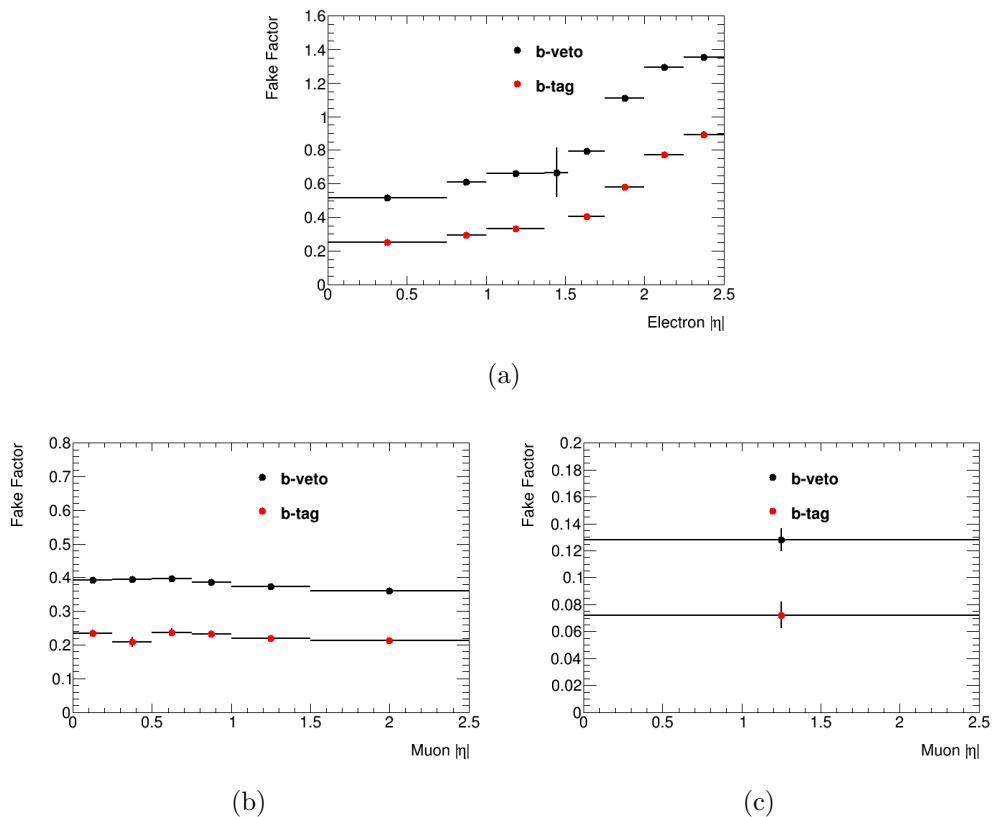 Fake Factor
1.6
1.4
1.2
1
0.8
0.6
0.4
0.2
0
b-veto
b-tag
0 0.5 1 1.5 2 2.5
Electron |η|
(a)
Fake Factor
0.8
0.7
0.6
0.5
0.4
0.3
0.2
0.1
0
b-veto
b-tag
0 0.5 1 1.5 2 2.5
Muon |η|
(b)
Fake Factor
0.2
0.18
0.16
0.14
0.12
0.1
0.08
0.06
0.04
0.02
0
b-veto
b-tag
0 0.5 1 1.5 2 2.5
Muon |η|
(c)